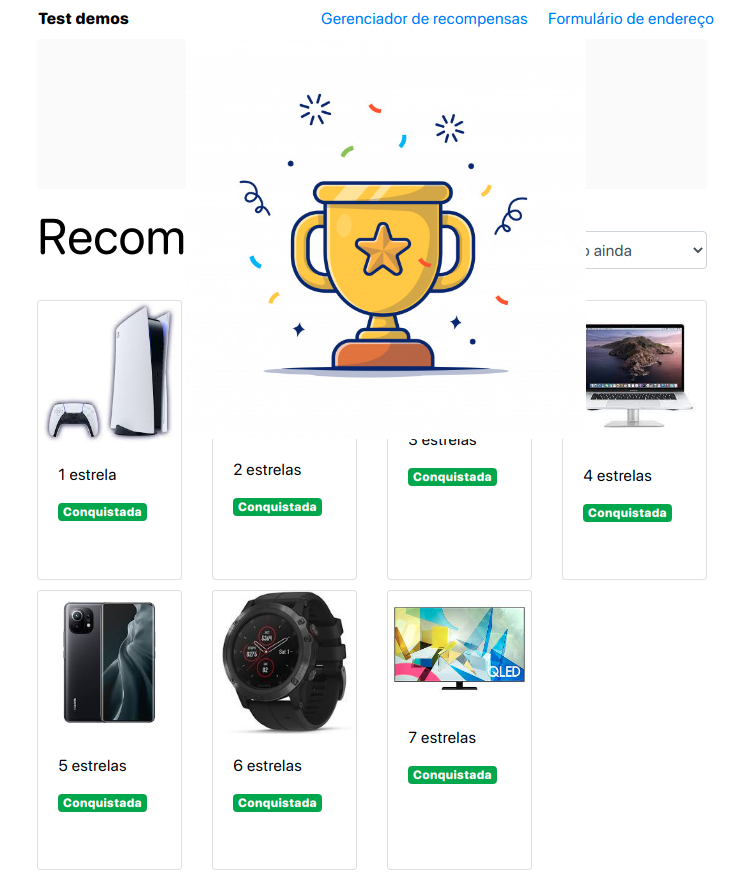 Test demos Gerenciador de recompensas Formulário de endereço
Recom
ainda
1 estrela
2 estrelas
3 estrelas
4 estrelas
Conquistada
Conquistada
Conquistada
Conquistada
QLED
5 estrelas
6 estrelas
7 estrelas
Conquistada
Conquistada
Conquistada